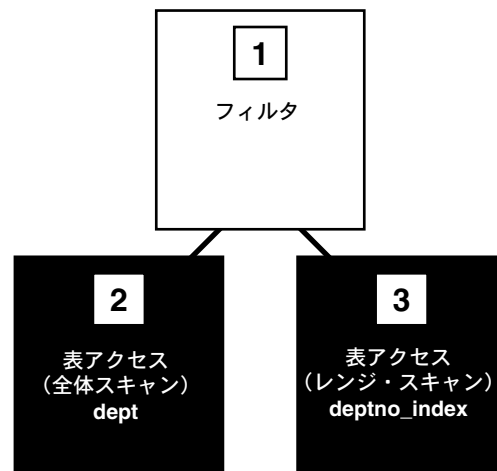 1
フィルタ
2
表アクセス
（全体スキャン）
dept
3
表アクセス
（レンジ・スキャン）
deptno_index